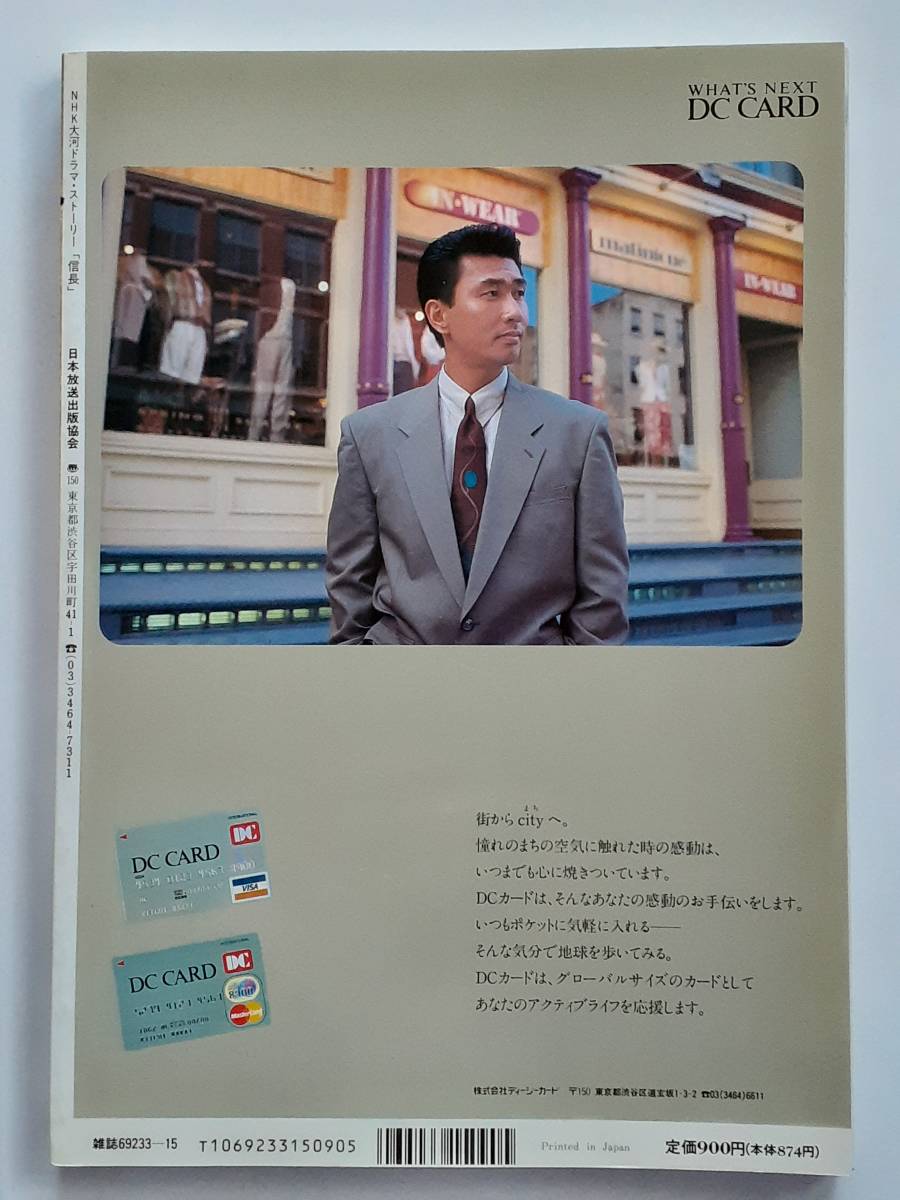 NHK大河ドラマ・ストーリー「信長」
日本放送出版協会
〠150 東京都渋谷区宇田川町41-1 ☎(03)3464-7311
WHAT'S NEXT
DC CARD
IN•WEAR
matinique
IN-WEAR
INTERNATIONAL
DC
DC CARD
VISA
INTERNATIONAL
DC
DC CARD
MasterCard
まち
街からcityへ。
憧れのまちの空気に触れた時の感動は、
いつまでも心に焼きついています。
DCカードは、そんなあなたの感動のお手伝いをします。
いつもポケットに気軽に入れる——
そんな気分で地球を歩いてみる。
DCカードは、グローバルサイズのカードとして
あなたのアクティブライフを応援します。
株式会社ディーシーカード 〒150 東京都渋谷区道玄坂1-3-2 ☎03(3464)6611
雑誌69233—15
T1069233150905
Printed in Japan
定価900円(本体874円)